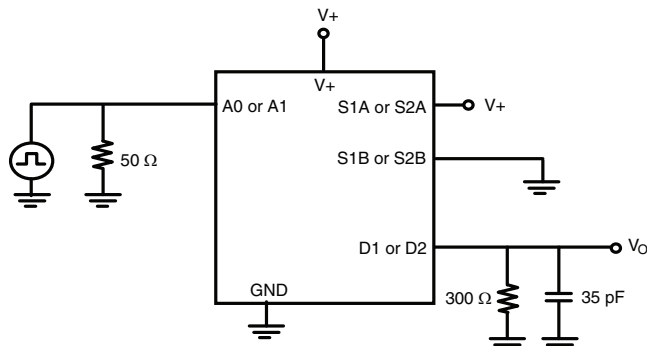 V+
V+
A0 or A1
S1A or S2A
V+
50 Ω
S1B or S2B
D1 or D2
VO
GND
300 Ω
35 pF